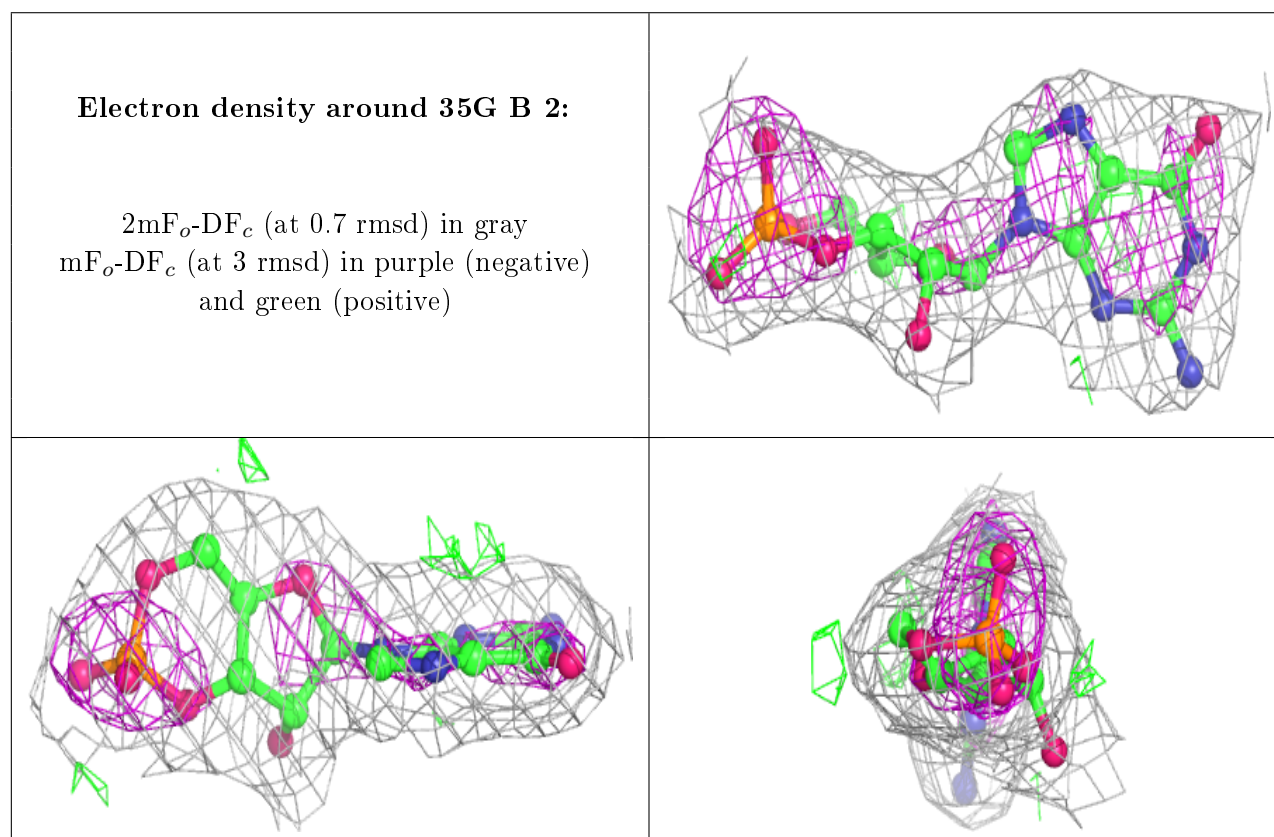 Electron density around 35G B 2:
2mFo-DFc (at 0.7 rmsd) in gray
mFo-DFc (at 3 rmsd) in purple (negative)
and green (positive)